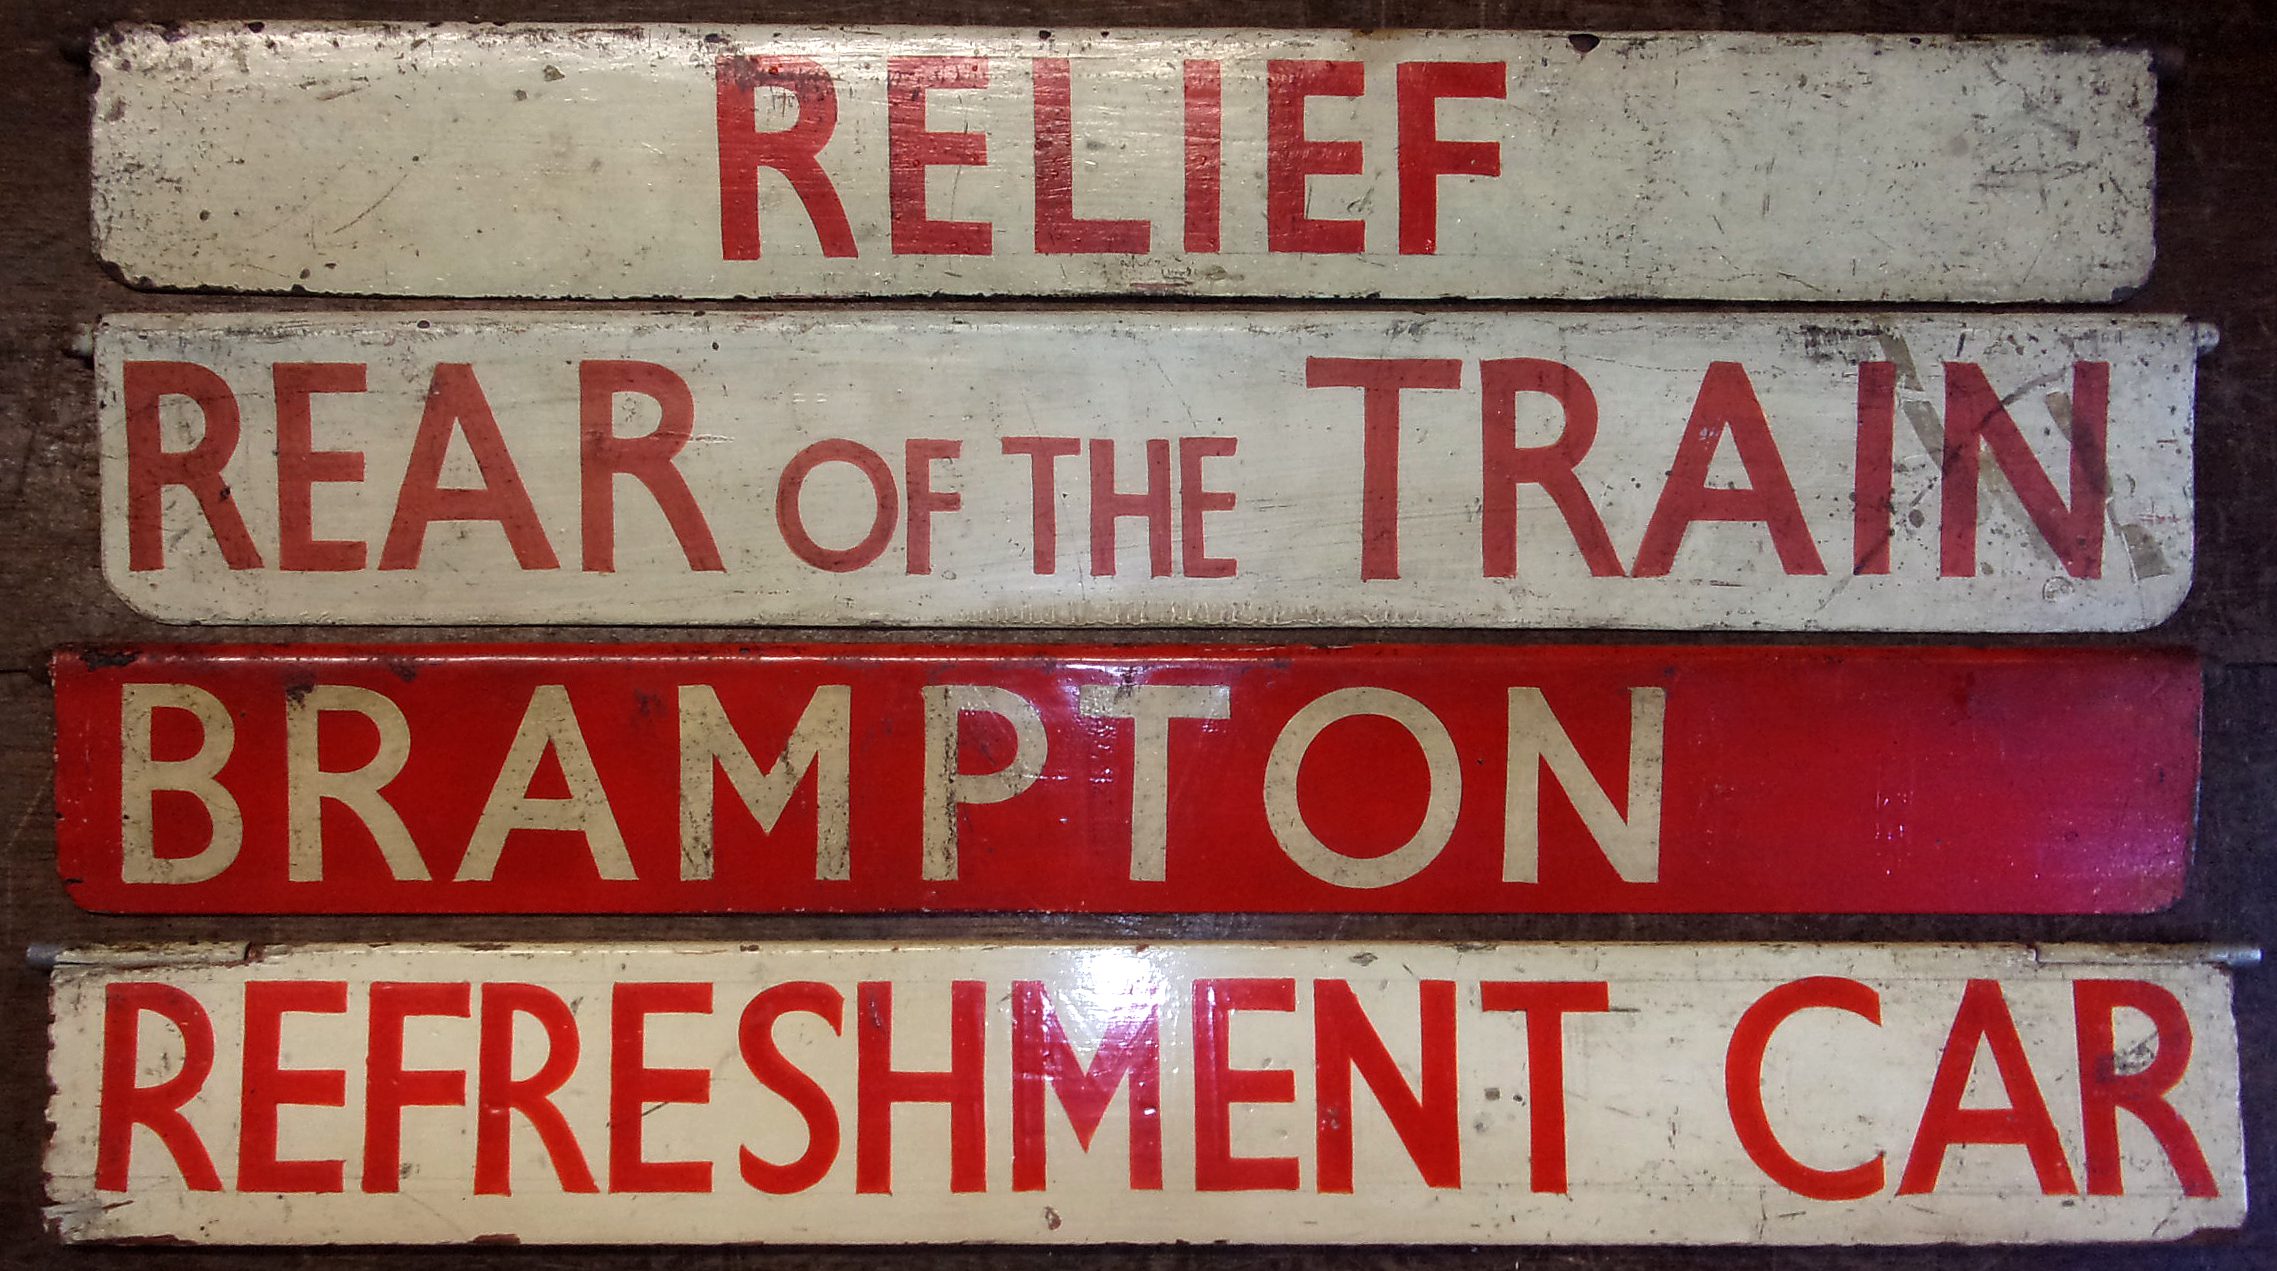 RELIEF
REAR OF THE TRAIN
BRAMPTON
REFRESHMENT CAR